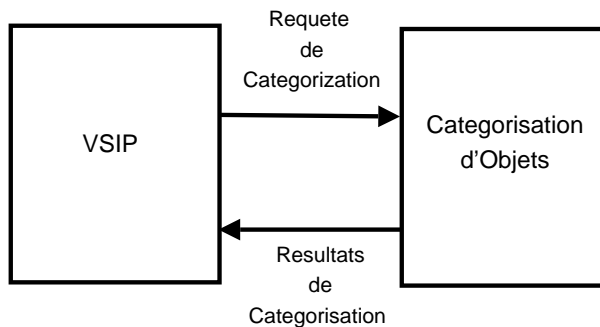 Requete
de
Categorization
VSIP
Categorisation
d'Objets
Resultats
de
Categorisation